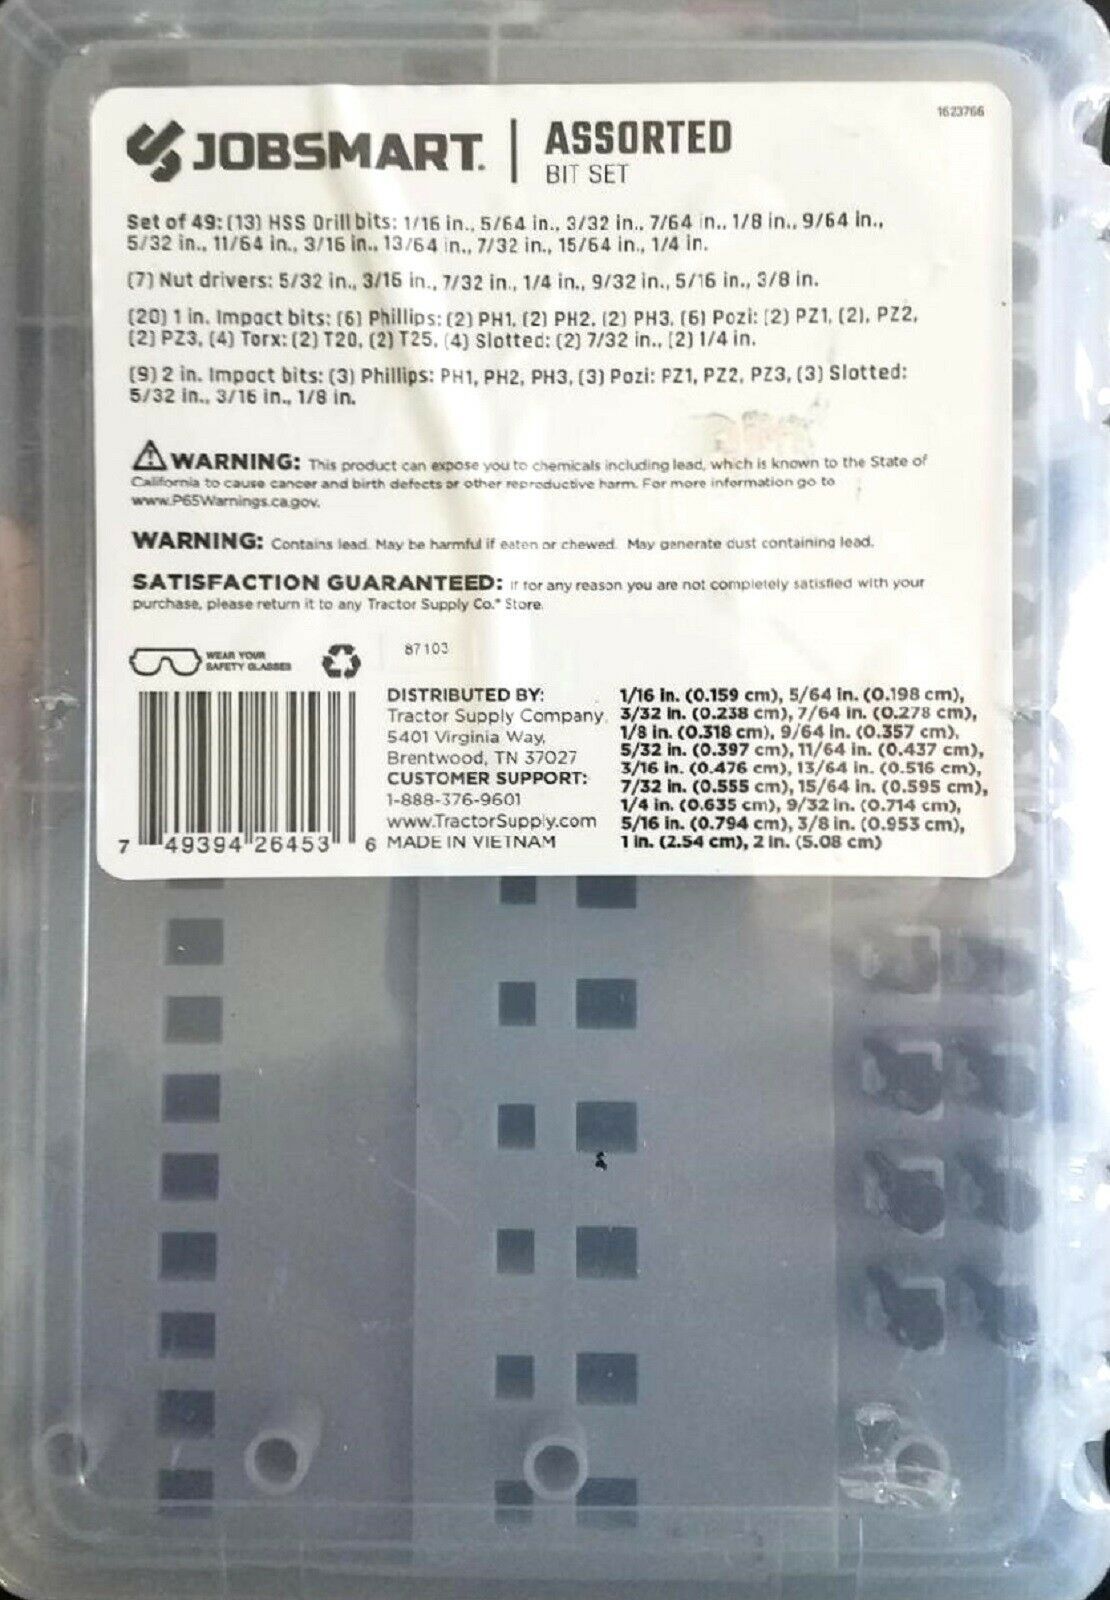 1623766
JOBSMART. | ASSORTED
BIT SET
Set of 49: (13) HSS Drill bits: 1/16 in., 5/64 in., 3/32 in., 7/64 in., 1/8 in., 9/64 in.,
5/32 in., 11/64 in., 3/16 in., 13/64 in., 7/32 in., 15/64 in., 1/4 in.
(7) Nut drivers: 5/32 in., 3/16 in., 7/32 in., 1/4 in., 9/32 in., 5/16 in., 3/8 in.
(20) 1 in. Impact bits: (6) Phillips: (2) PH1, (2) PH2, (2) PH3, (6) Pozi: (2) PZ1, (2), PZ2,
(2) PZ3, (4) Torx: (2) T20, (2) T25, (4) Slotted: (2) 7/32 in., (2) 1/4 in.
(9) 2 in. Impact bits: (3) Phillips: PH1, PH2, PH3, (3) Pozi: PZ1, PZ2, PZ3, (3) Slotted:
5/32 in., 3/16 in., 1/8 in.
WARNING: This product can expose you to chemicals including lead, which is known to the State of
California to cause cancer and birth defects or other reproductive harm. For more information go to
www.P65Warnings.ca.gov.
WARNING: Contains lead. May be harmful if eaten or chewed. May generate dust containing lead.
SATISFACTION GUARANTEED: If for any reason you are not completely satisfied with your
purchase, please return it to any Tractor Supply Co.® Store.
WEAR YOUR
SAFETY GLASSES
87103
DISTRIBUTED BY:
Tractor Supply Company,
5401 Virginia Way,
Brentwood, TN 37027
CUSTOMER SUPPORT:
1-888-376-9601
www.TractorSupply.com
MADE IN VIETNAM
1/16 in. (0.159 cm), 5/64 in. (0.198 cm),
3/32 in. (0.238 cm), 7/64 in. (0.278 cm),
1/8 in. (0.318 cm), 9/64 in. (0.357 cm),
5/32 in. (0.397 cm), 11/64 in. (0.437 cm),
3/16 in. (0.476 cm), 13/64 in. (0.516 cm),
7/32 in. (0.555 cm), 15/64 in. (0.595 cm),
1/4 in. (0.635 cm), 9/32 in. (0.714 cm),
5/16 in. (0.794 cm), 3/8 in. (0.953 cm),
1 in. (2.54 cm), 2 in. (5.08 cm)
7 49394 26453 6